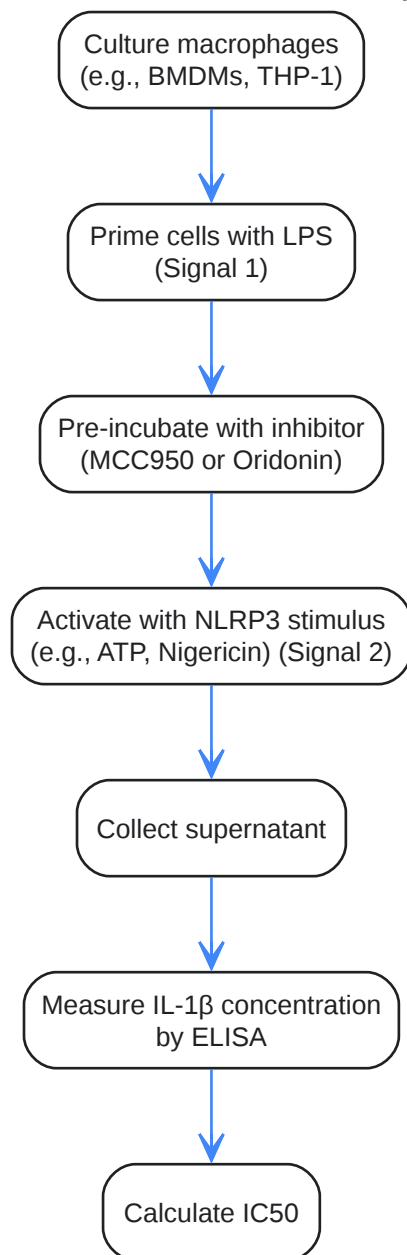 Culture macrophages
(e.g., BMDMs, THP-1)
Prime cells with LPS
(Signal 1)
Pre-incubate with inhibitor
(MCC950 or Oridonin)
Activate with NLRP3 stimulus
(e.g., ATP, Nigericin) (Signal 2)
Collect supernatant
Measure IL-1β concentration
by ELISA
Calculate IC50